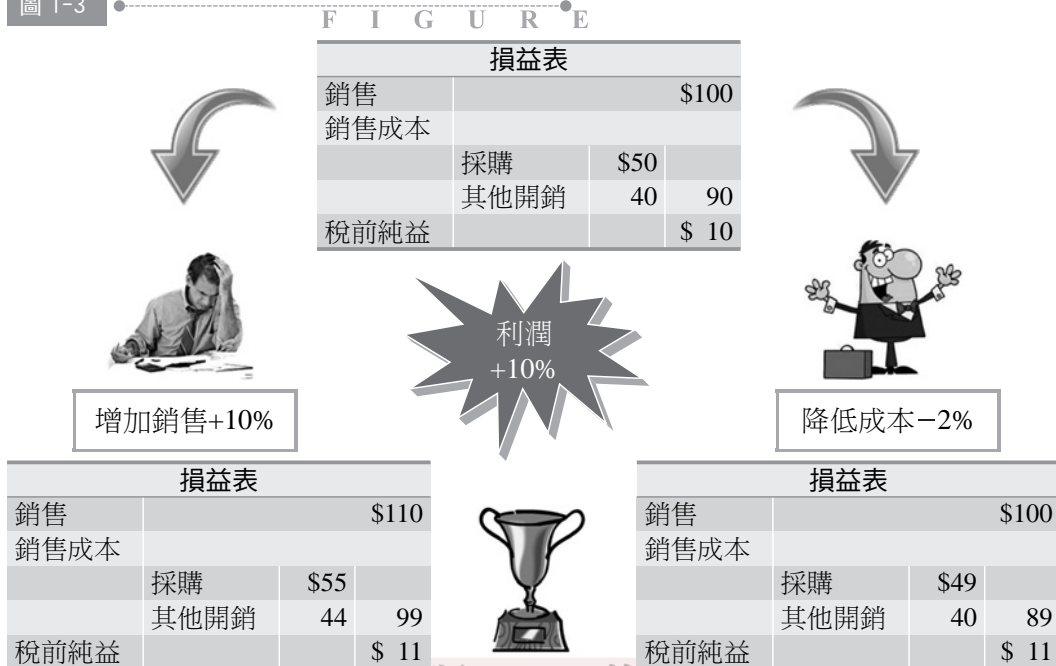 圖 1-3
FIGURE
損益表
銷售 $100
銷售成本
採購 $50
其他開銷 40 90
稅前純益 $ 10
利潤
+10%
增加銷售+10%
降低成本−2%
損益表
銷售 $110
銷售成本
採購 $55
其他開銷 44 99
稅前純益 $ 11
損益表
銷售 $100
銷售成本
採購 $49
其他開銷 40 89
稅前純益 $ 11